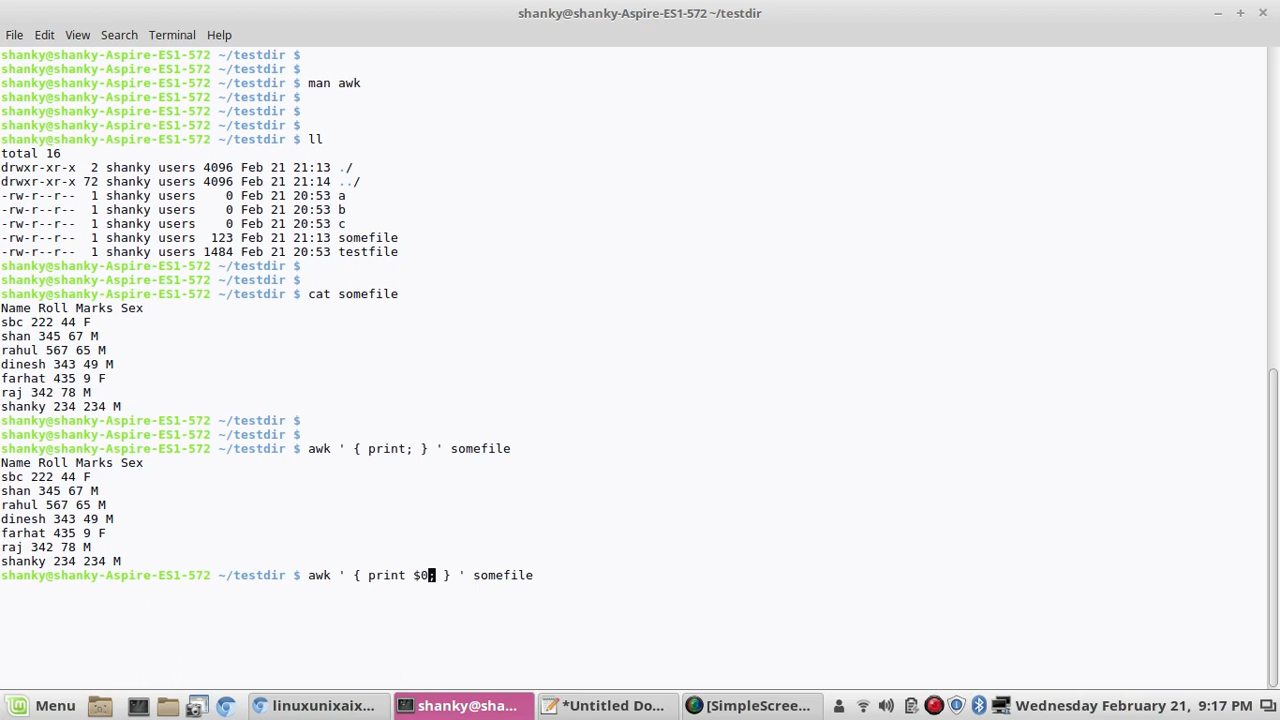 shanky@shanky-Aspire-ES1-572 ~/testdir
File Edit View Search Terminal Help
shanky@shanky-Aspire-ES1-572 ~/testdir $
shanky@shanky-Aspire-ES1-572 ~/testdir $
shanky@shanky-Aspire-ES1-572 ~/testdir $ man awk
shanky@shanky-Aspire-ES1-572 ~/testdir $
shanky@shanky-Aspire-ES1-572 ~/testdir $
shanky@shanky-Aspire-ES1-572 ~/testdir $
shanky@shanky-Aspire-ES1-572 ~/testdir $ ll
total 16
drwxr-xr-x  2 shanky users 4096 Feb 21 21:13 ./
drwxr-xr-x 72 shanky users 4096 Feb 21 21:14 ../
-rw-r--r--  1 shanky users    0 Feb 21 20:53 a
-rw-r--r--  1 shanky users    0 Feb 21 20:53 b
-rw-r--r--  1 shanky users    0 Feb 21 20:53 c
-rw-r--r--  1 shanky users  123 Feb 21 21:13 somefile
-rw-r--r--  1 shanky users 1484 Feb 21 20:53 testfile
shanky@shanky-Aspire-ES1-572 ~/testdir $
shanky@shanky-Aspire-ES1-572 ~/testdir $
shanky@shanky-Aspire-ES1-572 ~/testdir $ cat somefile
Name Roll Marks Sex
sbc 222 44 F
shan 345 67 M
rahul 567 65 M
dinesh 343 49 M
farhat 435 9 F
raj 342 78 M
shanky 234 234 M
shanky@shanky-Aspire-ES1-572 ~/testdir $
shanky@shanky-Aspire-ES1-572 ~/testdir $
shanky@shanky-Aspire-ES1-572 ~/testdir $ awk ' { print; } ' somefile
Name Roll Marks Sex
sbc 222 44 F
shan 345 67 M
rahul 567 65 M
dinesh 343 49 M
farhat 435 9 F
raj 342 78 M
shanky 234 234 M
shanky@shanky-Aspire-ES1-572 ~/testdir $ awk ' { print $0; } ' somefile
Menu linuxunixaix... shanky@sha... *Untitled Do... [SimpleScree... Wednesday February 21, 9:17 PM